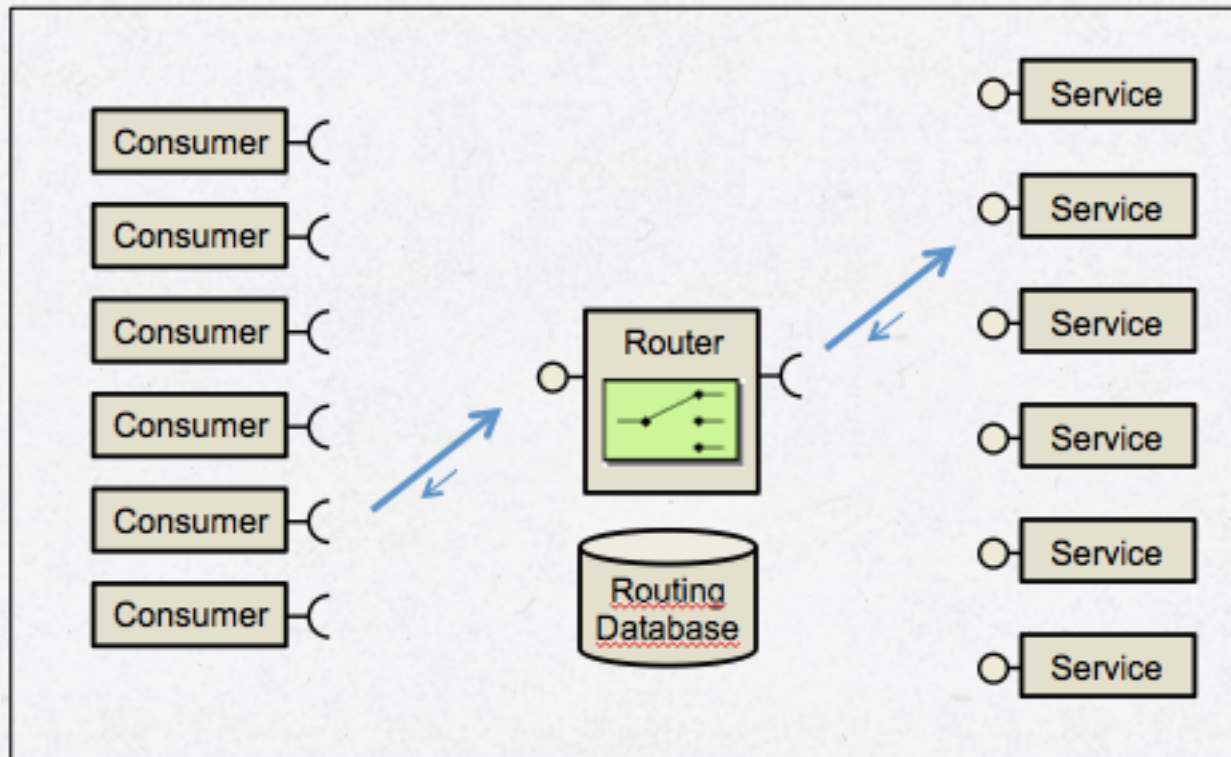 Consumer
Consumer
Consumer
Consumer
Consumer
Consumer
Router
Routing
Database
Service
Service
Service
Service
Service
Service